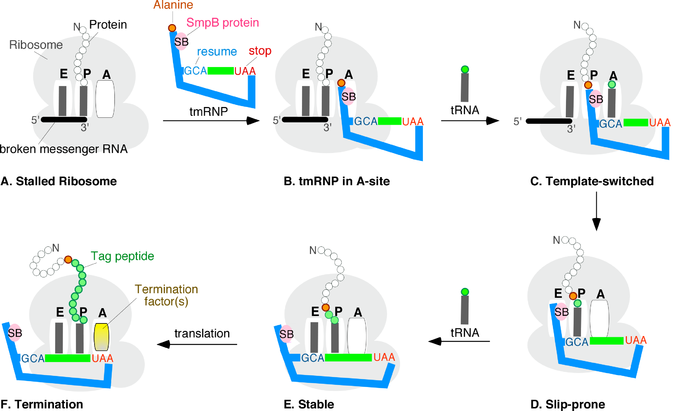 Alanine
SmpB protein
SB
resume
stop
GCA
UAA
tmRNP
N
Protein
Ribosome
E P A
5'
3'
broken messenger RNA
A. Stalled Ribosome
N
E P A
SB
GCA
UAA
5'
3'
B. tmRNP in A-site
tRNA
N
E P A
SB
GCA
UAA
5'
3'
C. Template-switched
N
Tag peptide
Termination
factor(s)
E P A
SB
GCA
UAA
F. Termination
translation
N
E P A
SB
GCA
UAA
E. Stable
tRNA
N
E P A
SB
GCA
UAA
D. Slip-prone